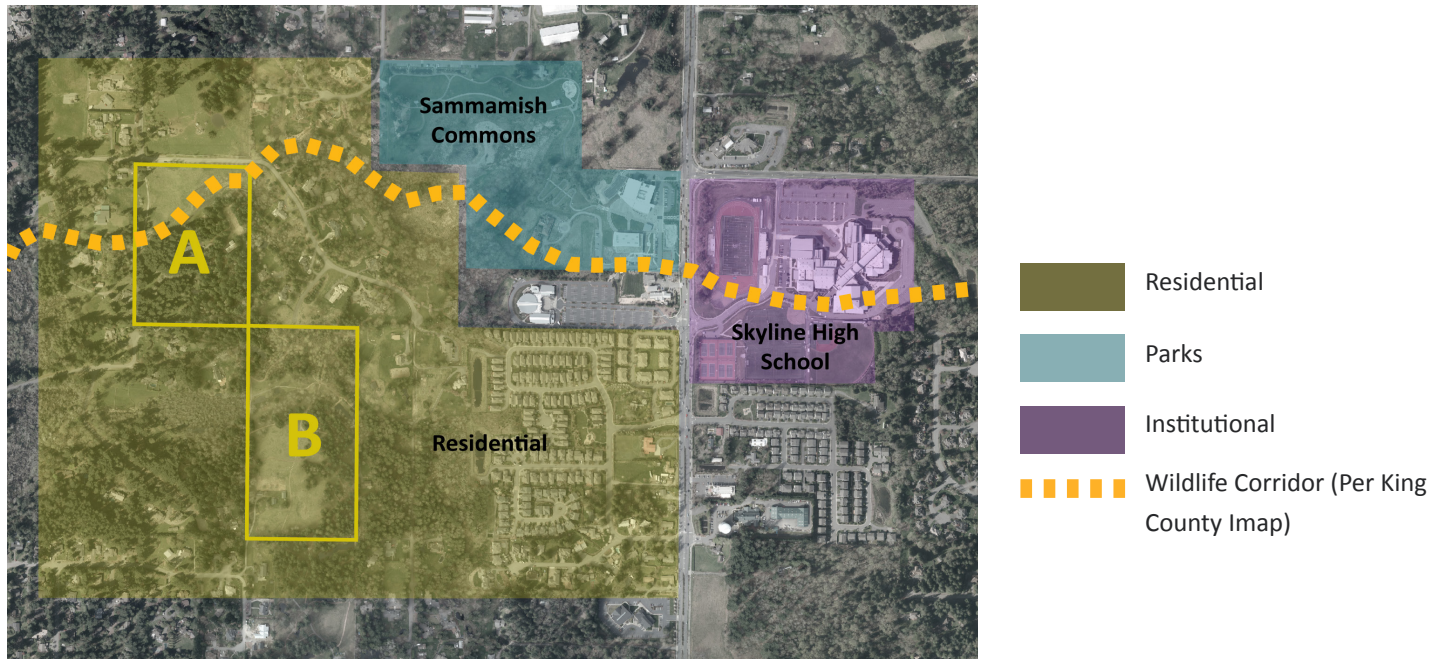 Sammamish
Commons
A
Skyline High
School
B
Residential
Residential
Parks
Institutional
Wildlife Corridor (Per King
County Imap)